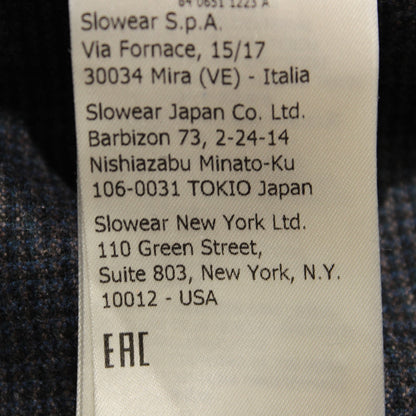 Slowear S.p.A.
Via Fornace, 15/17
30034 Mira (VE) - Italia
Slowear Japan Co. Ltd.
Barbizon 73, 2-24-14
Nishiazabu Minato-Ku
106-0031 TOKIO Japan
Slowear New York Ltd.
110 Green Street,
Suite 803, New York, N.Y.
10012 - USA
EAC